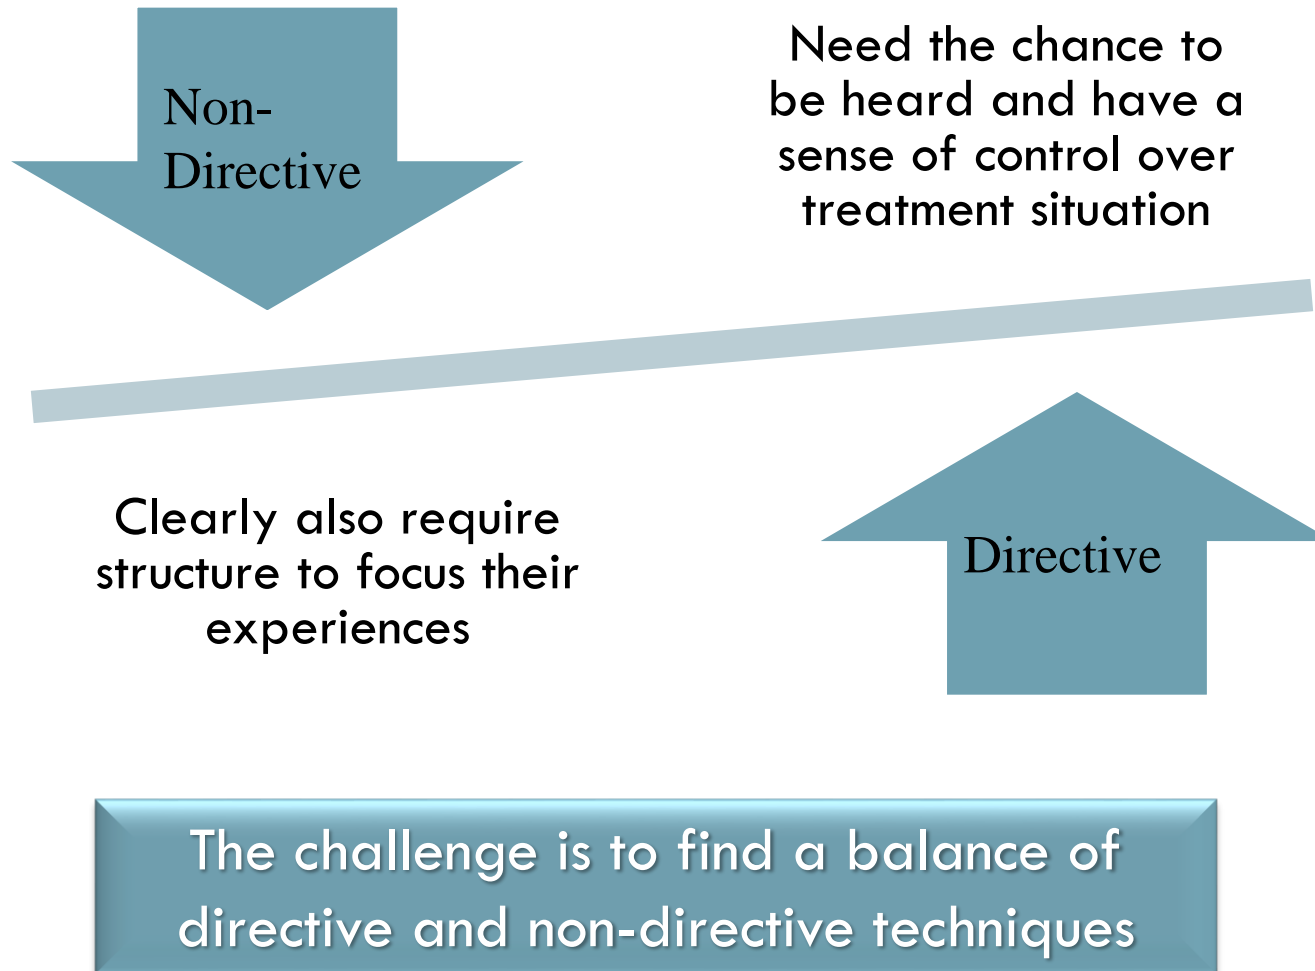 Non-
Directive
Need the chance to
be heard and have a
sense of control over
treatment situation
Clearly also require
structure to focus their
experiences
Directive
The challenge is to find a balance of
directive and non-directive techniques